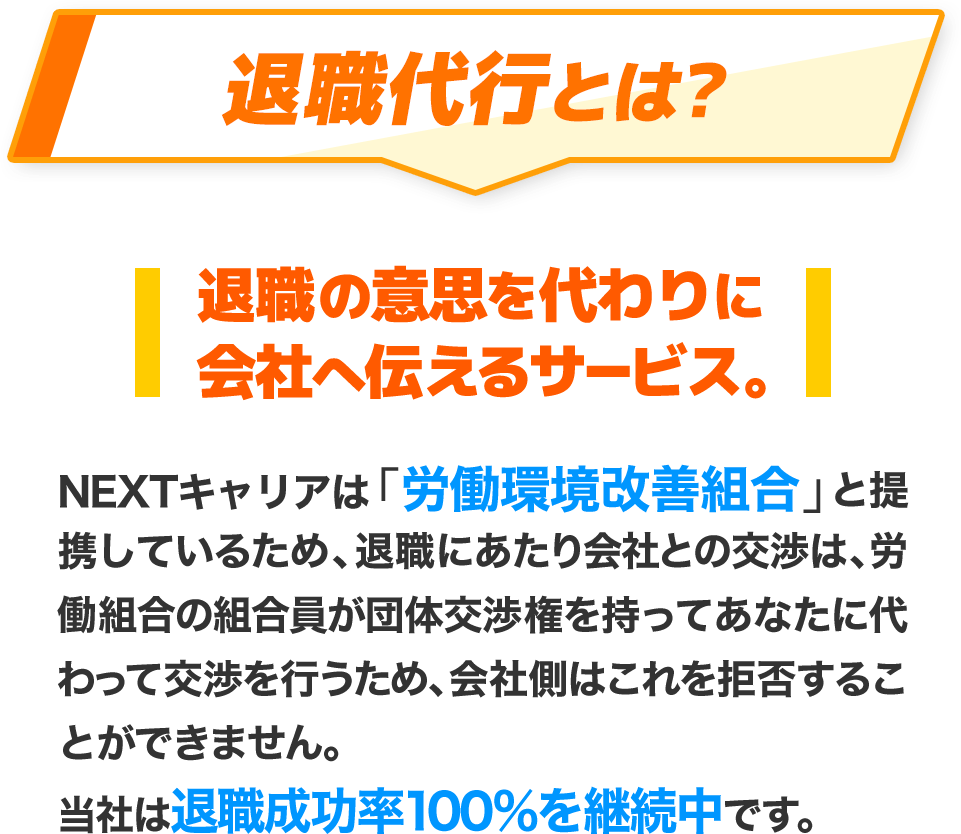 退職代行とは?
退職の意思を代わりに
会社へ伝えるサービス。
NEXTキャリアは「労働環境改善組合」と提
携しているため、退職にあたり会社との交渉は、労
働組合の組合員が団体交渉権を持ってあなたに代
わって交渉を行うため、会社側はこれを拒否するこ
とができません。
当社は退職成功率100%を継続中です。